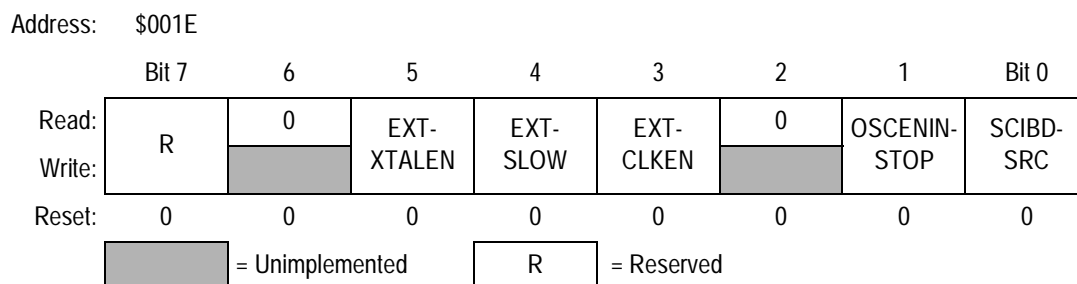 Address: $001E
Bit 7 6 5 4 3 2 1 Bit 0
Read: R 0 EXT- EXT- EXT- 0 OSCENIN- SCIBD-
Write: XTALEN SLOW CLKEN STOP SRC
Reset: 0 0 0 0 0 0 0 0
= Unimplemented R = Reserved